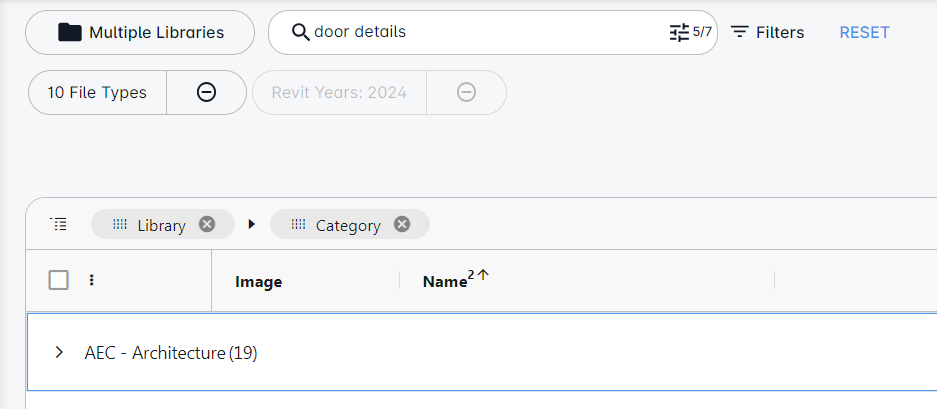 Multiple Libraries door details 5/7 Filters RESET
10 File Types Revit Years: 2024
Library Category
Image Name 2
AEC - Architecture (19)